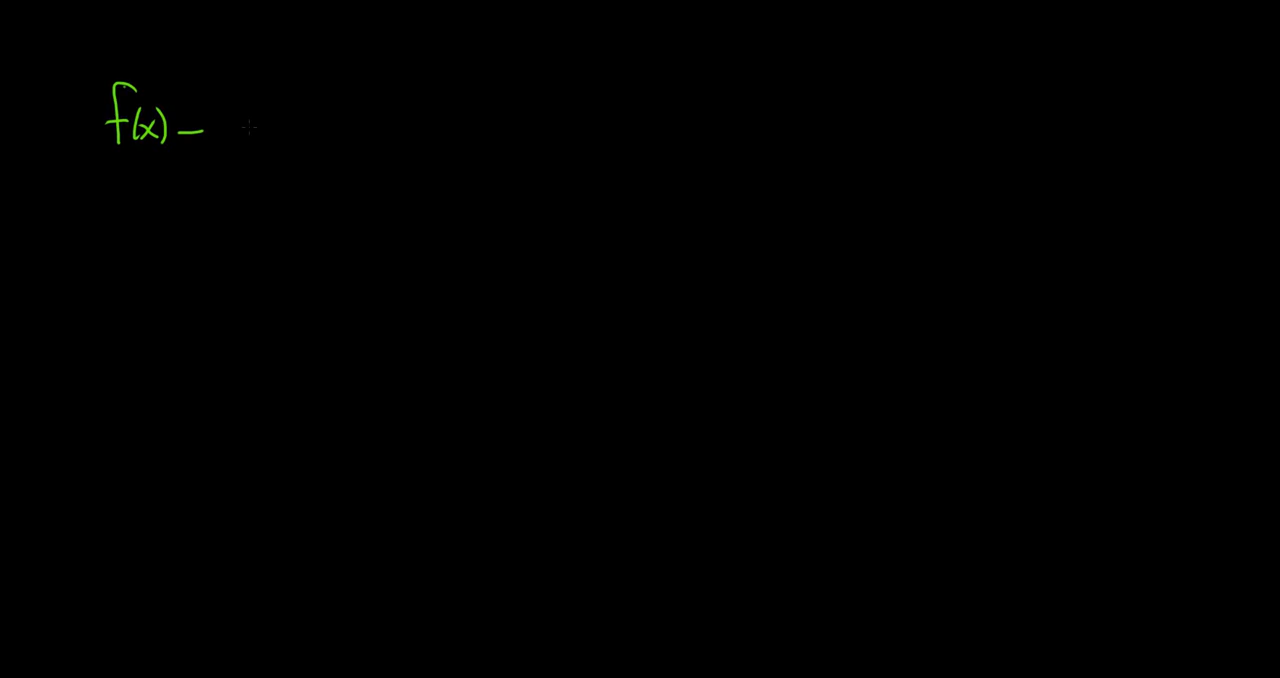 f(x) –